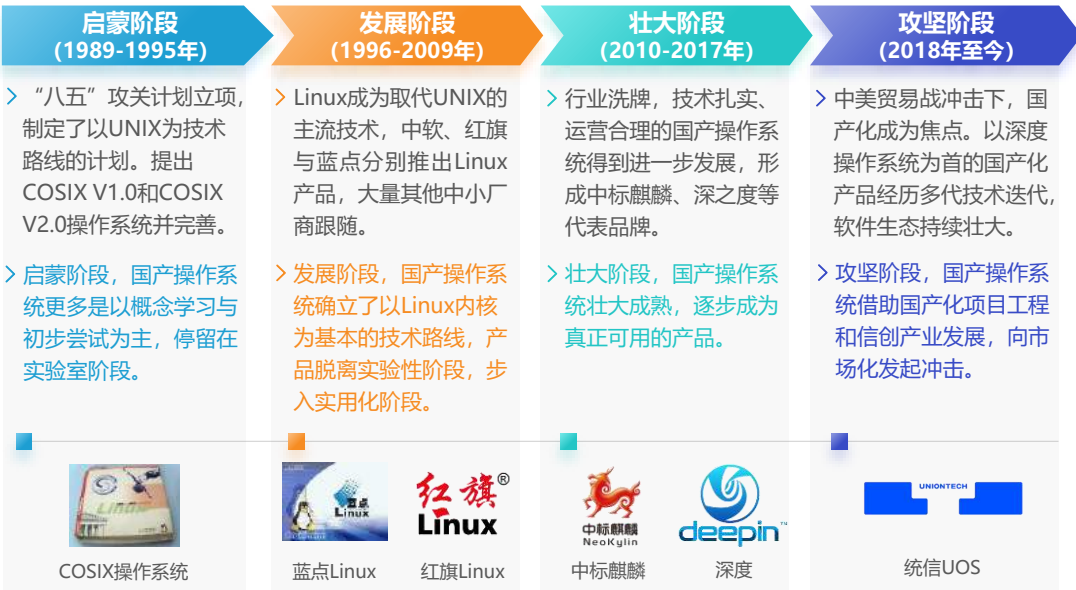 启蒙阶段
(1989-1995年)
“八五”攻关计划立项，
制定了以UNIX为技术
路线的计划。提出
COSIX V1.0和COSIX
V2.0操作系统并完善。
启蒙阶段，国产操作系
统更多是以概念学习与
初步尝试为主，停留在
实验室阶段。
Linux
COSIX操作系统
发展阶段
(1996-2009年)
Linux成为取代UNIX的
主流技术，中软、红旗
与蓝点分别推出Linux
产品，大量其他中小厂
商跟随。
发展阶段，国产操作系
统确立了以Linux内核
为基本的技术路线，产
品脱离实验性阶段，步
入实用化阶段。
蓝点
Linux
红旗®
Linux
蓝点Linux
红旗Linux
壮大阶段
(2010-2017年)
行业洗牌，技术扎实、
运营合理的国产操作系
统得到进一步发展，形
成中标麒麟、深之度等
代表品牌。
壮大阶段，国产操作系
统壮大成熟，逐步成为
真正可用的产品。
中标麒麟
NeoKylin
deepin™
中标麒麟
深度
攻坚阶段
(2018年至今)
中美贸易战冲击下，国
产化成为焦点。以深度
操作系统为首的国产化
产品经历多代技术迭代，
软件生态持续壮大。
攻坚阶段，国产操作系
统借助国产化项目工程
和信创产业发展，向市
场化发起冲击。
UNIONTECH
统信UOS